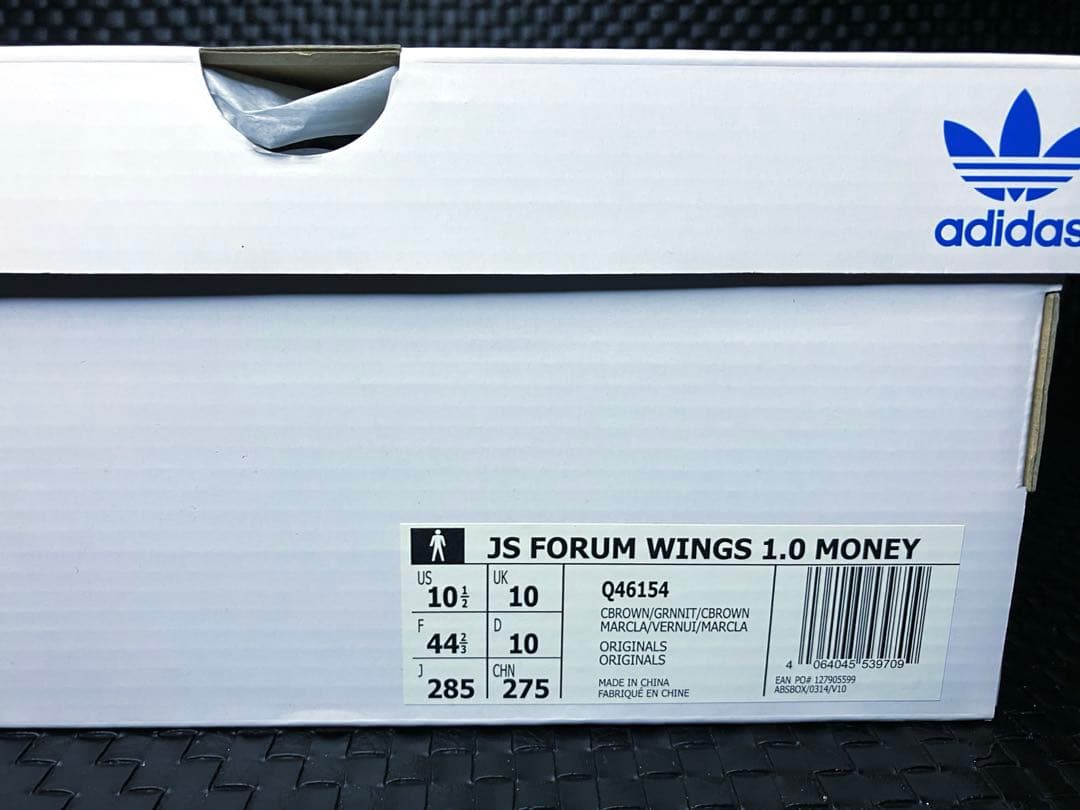 adidas
JS FORUM WINGS 1.0 MONEY
US 10½
UK 10
F 44⅔
D 10
J 285
CHN 275
Q46154
CBROWN/GRNNIT/CBROWN
MARCLA/VERNUI/MARCLA
ORIGINALS
ORIGINALS
MADE IN CHINA
FABRIQUÉ EN CHINE
4 064045 539709
EAN PO# 127905599
ABSBOX/0314/V10